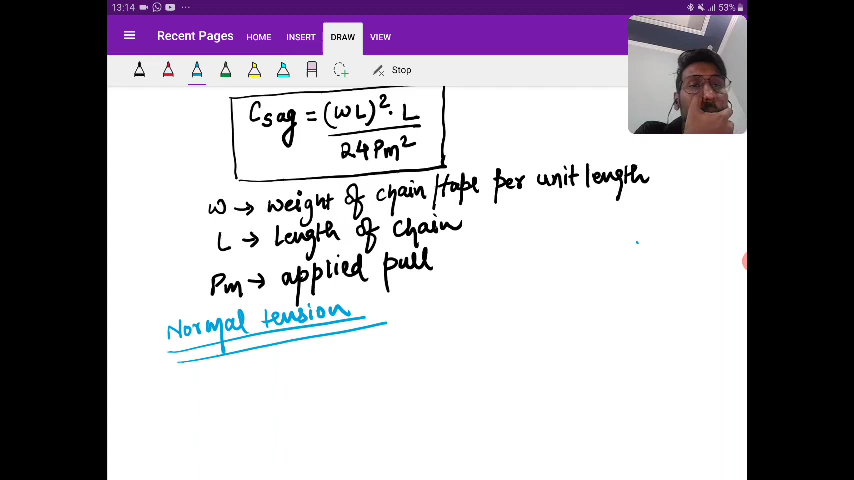 13:14 ... 53%
Recent Pages HOME INSERT DRAW VIEW
Stop
Csag = (wL)²· L
24Pm²
w → weight of chain/tape per unit length
L → Length of chain
Pm → applied pull
Normal tension